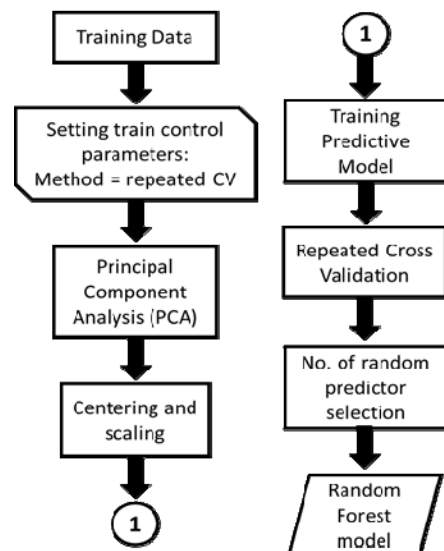 Training Data
Setting train control
parameters:
Method = repeated CV
Principal
Component
Analysis (PCA)
Centering and
scaling
1
1
Training
Predictive
Model
Repeated Cross
Validation
No. of random
predictor
selection
Random
Forest
model